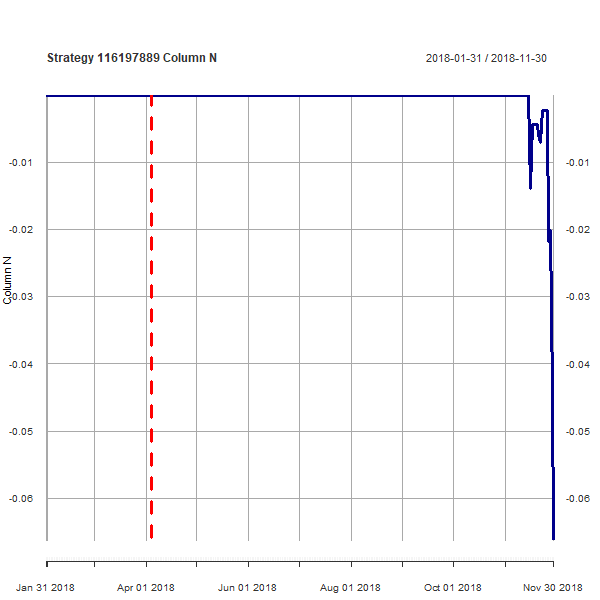 Strategy 116197889 Column N
2018-01-31 / 2018-11-30
-0.01 -0.01
-0.02 -0.02
Column N
-0.03 -0.03
-0.04 -0.04
-0.05 -0.05
-0.06 -0.06
Jan 31 2018 Apr 01 2018 Jun 01 2018 Aug 01 2018 Oct 01 2018 Nov 30 2018